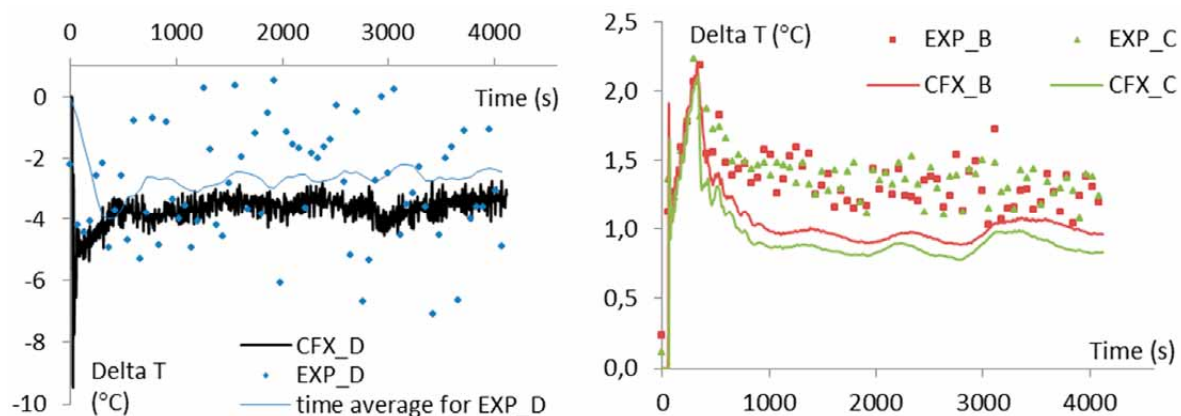 0 1000 2000 3000 4000
Time (s)
0
-2
-4
-6
-8
-10
Delta T
(°C)
CFX_D
EXP_D
time average for EXP_D
2,5
2,0
1,5
1,0
0,5
0,0
Delta T (°C)
EXP_B EXP_C
CFX_B CFX_C
Time (s)
0 1000 2000 3000 4000